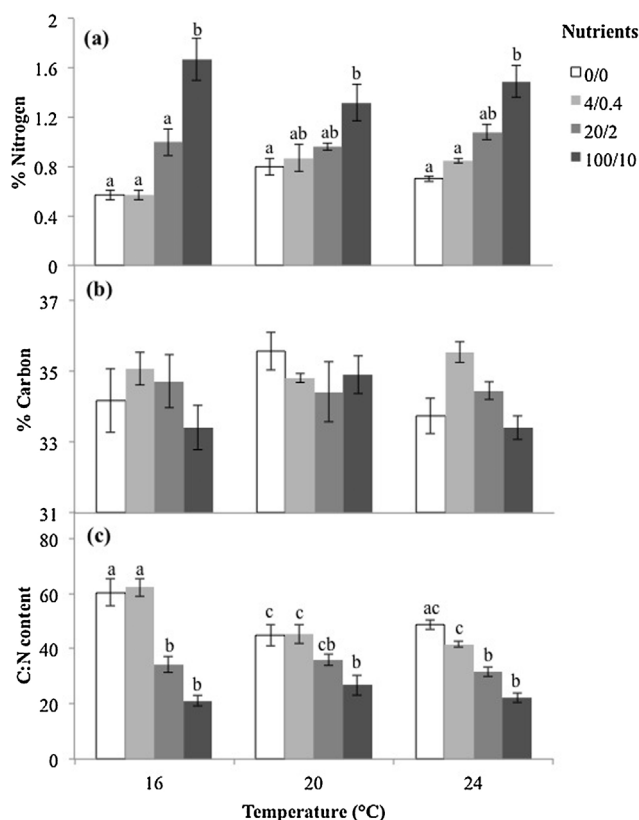 (a)
Nutrients
0/0
4/0.4
20/2
100/10
% Nitrogen
1.6
1.2
0.8
0.4
0
a
a
a
b
a
ab
ab
b
a
a
ab
b
(b)
% Carbon
37
35
33
31
(c)
C:N content
80
60
40
20
0
a
a
b
b
c
c
cb
b
ac
c
b
b
16
20
24
Temperature (°C)